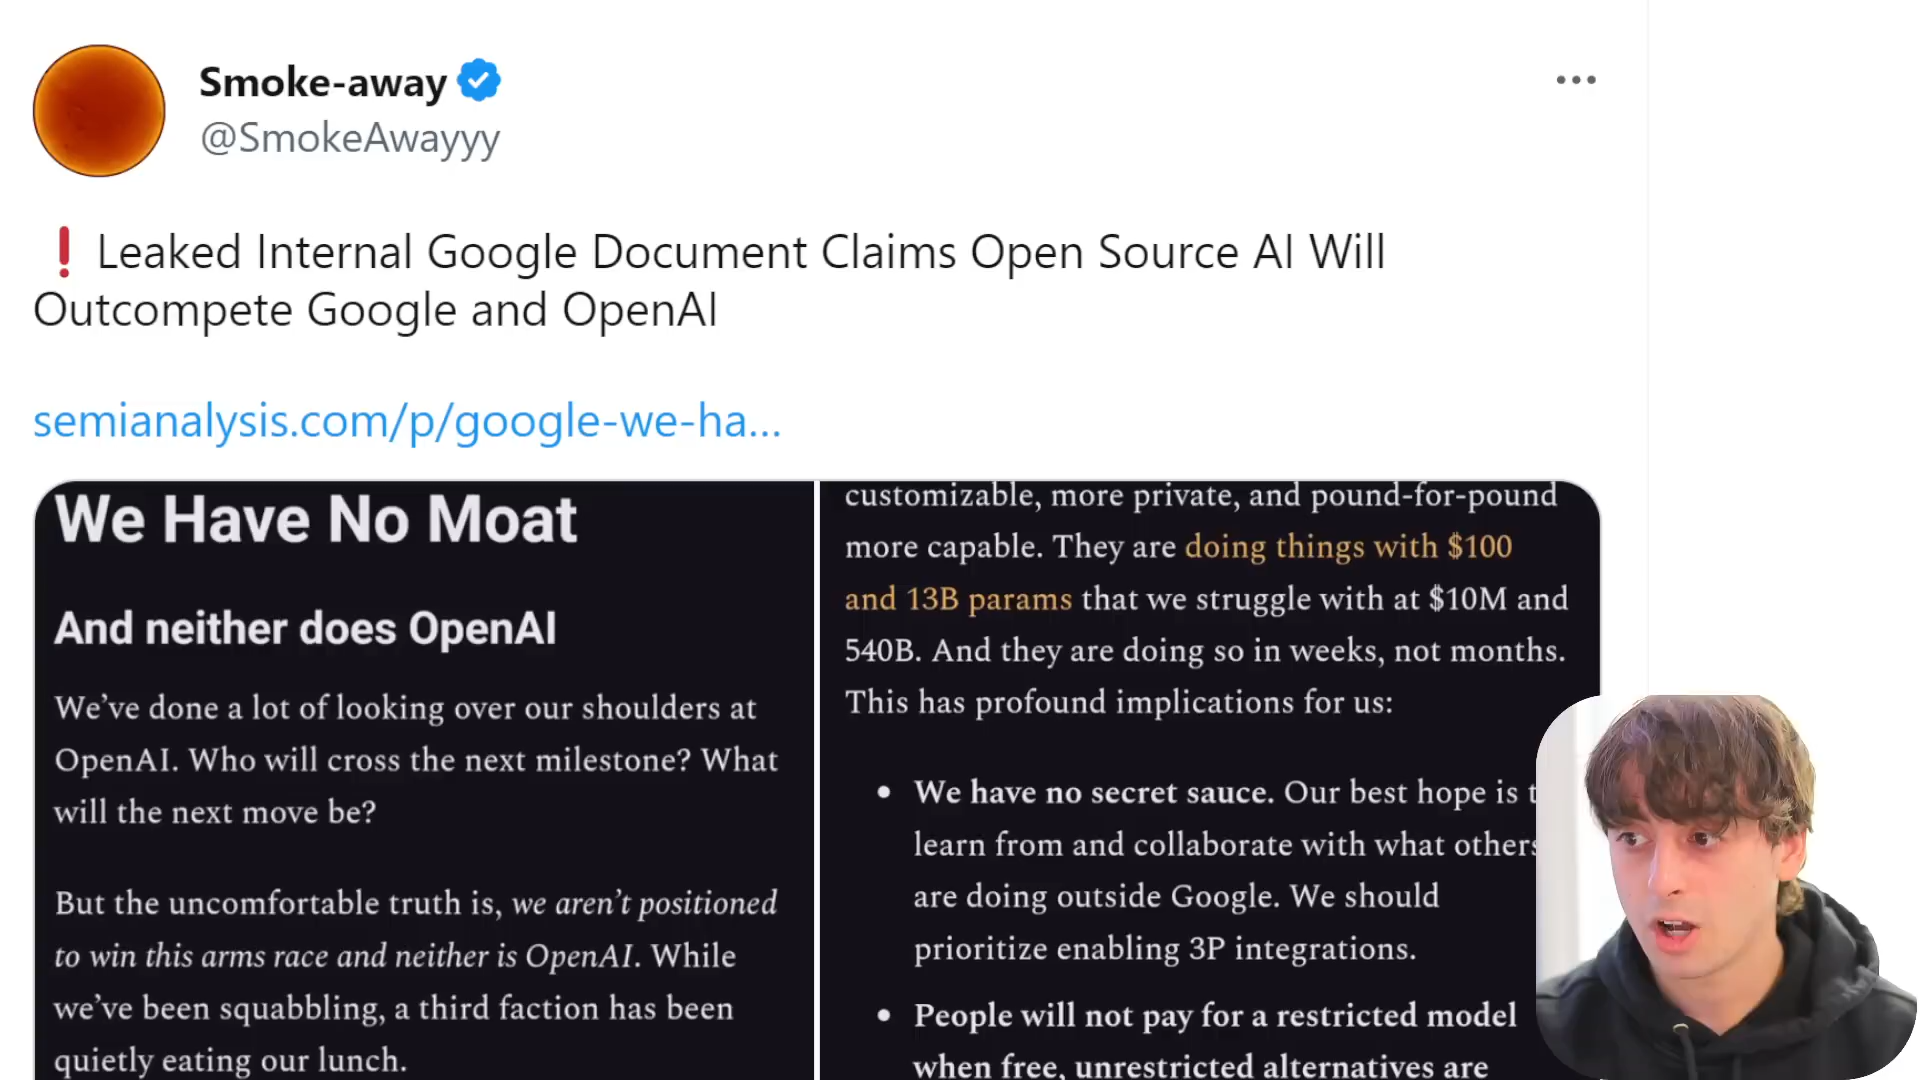 Smoke-away
@SmokeAwayyy
❗ Leaked Internal Google Document Claims Open Source AI Will
Outcompete Google and OpenAI
semianalysis.com/p/google-we-ha...
We Have No Moat
And neither does OpenAI
We've done a lot of looking over our shoulders at
OpenAI. Who will cross the next milestone? What
will the next move be?
But the uncomfortable truth is, we aren't positioned
to win this arms race and neither is OpenAI. While
we've been squabbling, a third faction has been
quietly eating our lunch.
customizable, more private, and pound-for-pound
more capable. They are doing things with $100
and 13B params that we struggle with at $10M and
540B. And they are doing so in weeks, not months.
This has profound implications for us:
• We have no secret sauce. Our best hope is
learn from and collaborate with what others
are doing outside Google. We should
prioritize enabling 3P integrations.
• People will not pay for a restricted model
when free, unrestricted alternatives are